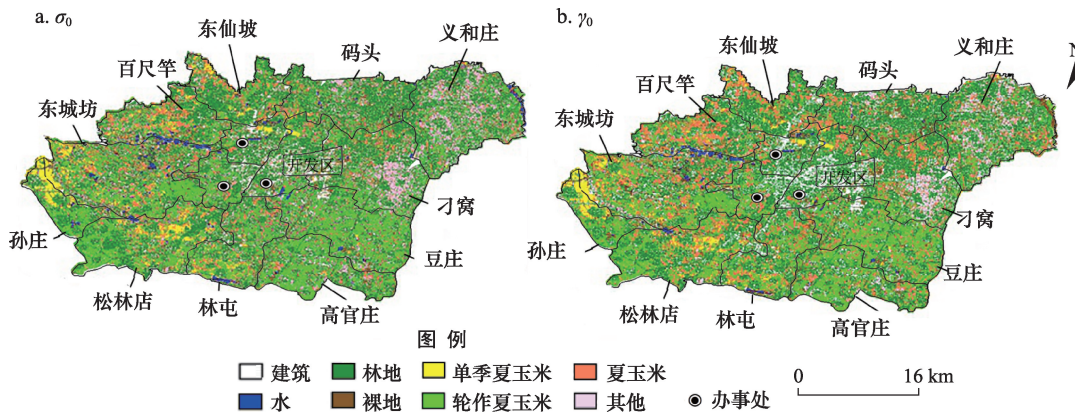 a. σ₀
东仙坡
码头
义和庄
百尺竿
东城坊
开发区
刁窝
孙庄
豆庄
松林店
林屯
高官庄
b. γ₀
N
东仙坡
码头
义和庄
百尺竿
东城坊
开发区
刁窝
孙庄
豆庄
松林店
林屯
高官庄
图 例
建筑 林地 单季夏玉米 夏玉米
水 裸地 轮作夏玉米 其他 办事处
0 16 km